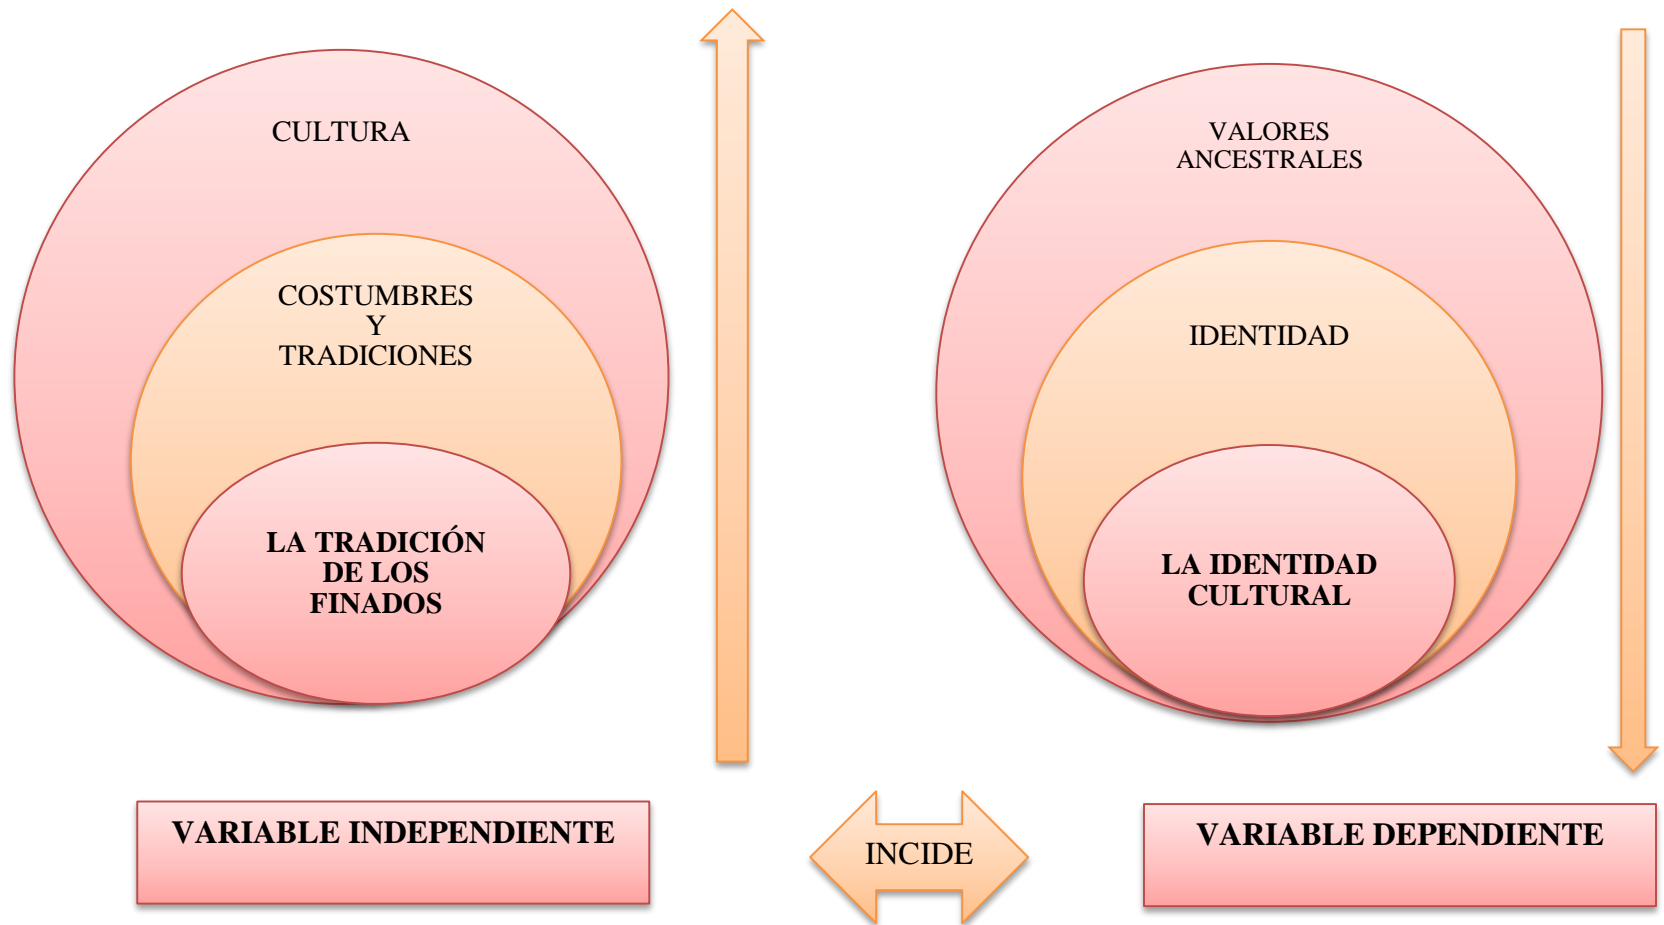 CULTURA
COSTUMBRES
Y
TRADICIONES
LA TRADICIÓN
DE LOS
FINADOS
VALORES
ANCESTRALES
IDENTIDAD
LA IDENTIDAD
CULTURAL
VARIABLE INDEPENDIENTE
INCIDE
VARIABLE DEPENDIENTE